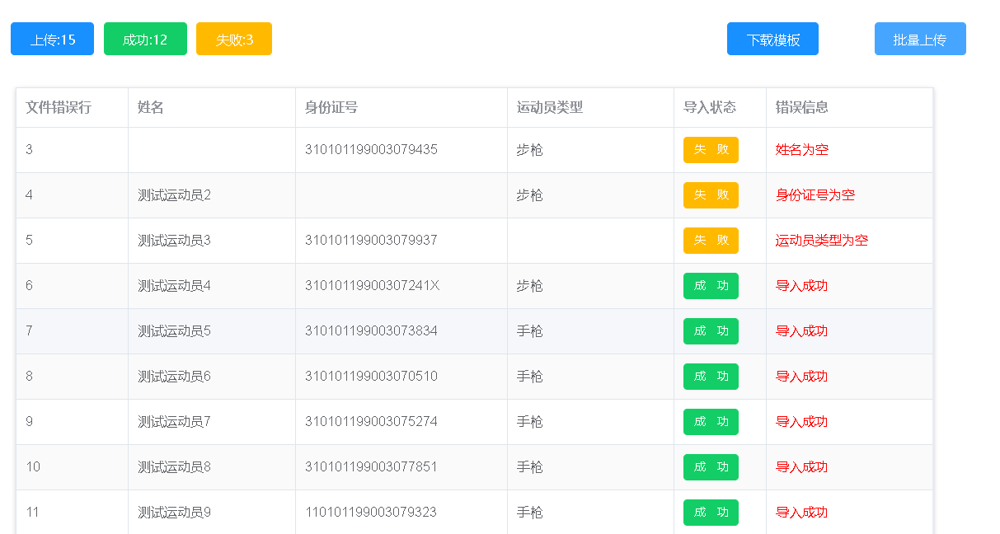 上传:15 成功:12 失败:3 下载模板 批量上传
文件错误行 姓名 身份证号 运动员类型 导入状态 错误信息
3 310101199003079435 步枪 失 败 姓名为空
4 测试运动员2 步枪 失 败 身份证号为空
5 测试运动员3 310101199003079937 失 败 运动员类型为空
6 测试运动员4 31010119900307241X 步枪 成 功 导入成功
7 测试运动员5 310101199003073834 手枪 成 功 导入成功
8 测试运动员6 310101199003070510 手枪 成 功 导入成功
9 测试运动员7 310101199003075274 手枪 成 功 导入成功
10 测试运动员8 310101199003077851 手枪 成 功 导入成功
11 测试运动员9 110101199003079323 手枪 成 功 导入成功